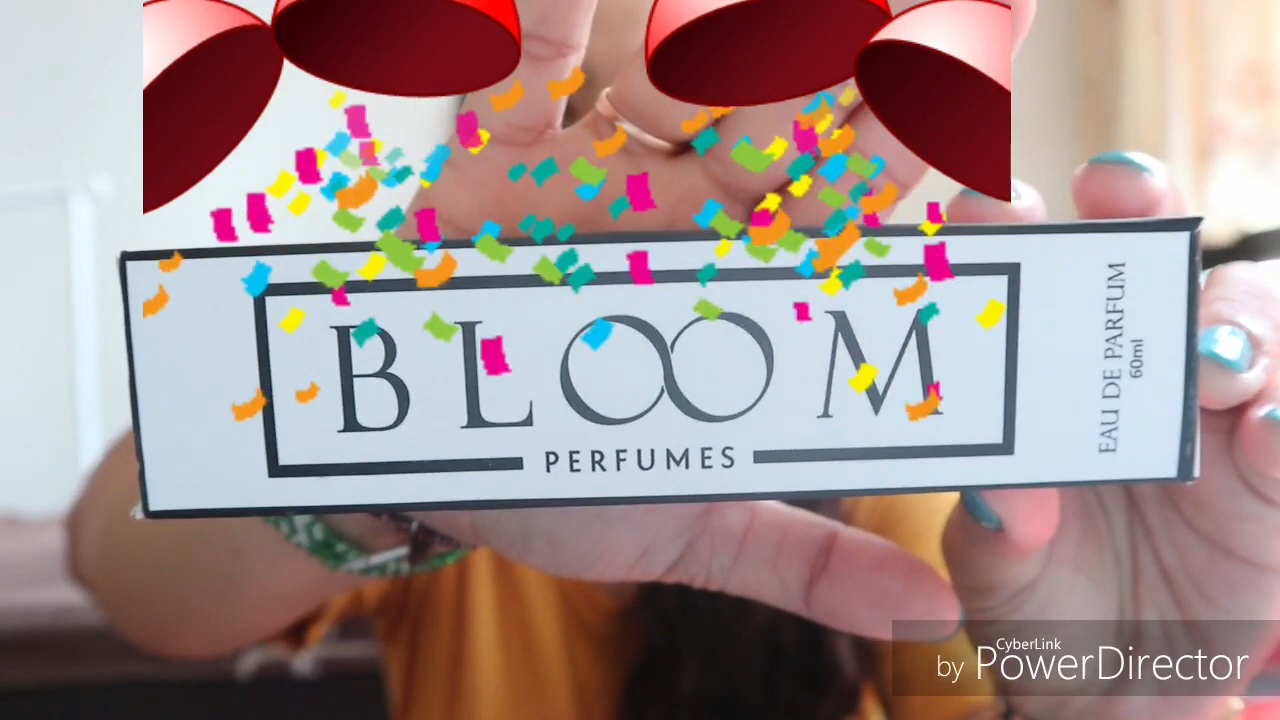 BLOOM
PERFUMES
EAU DE PARFUM
60ml
CyberLink
by PowerDirector